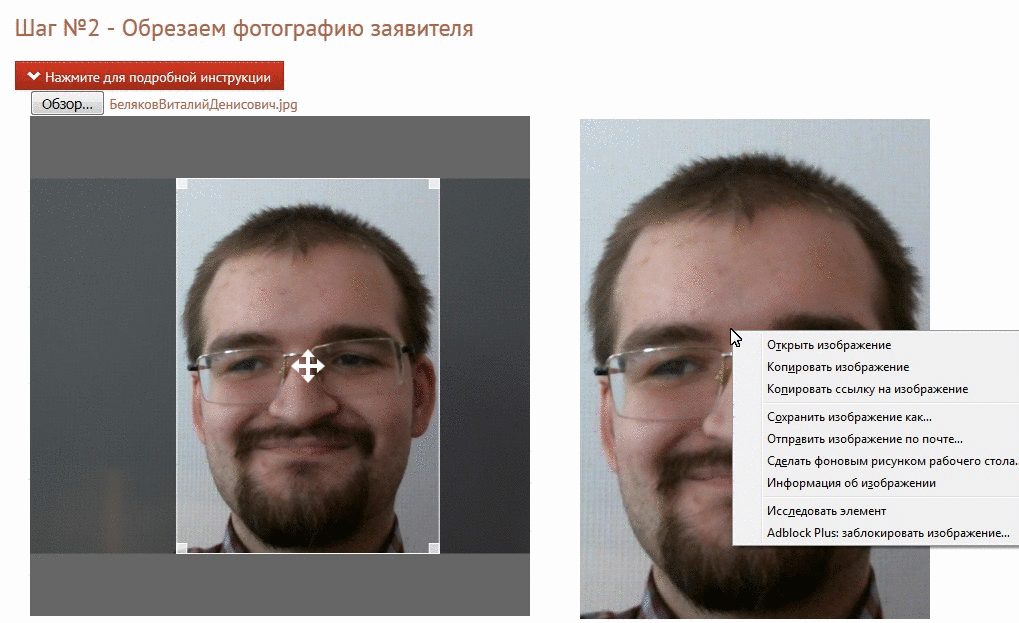 Шаг №2 - Обрезаем фотографию заявителя
Нажмите для подробной инструкции
Обзор... БеляковВиталийДенисович.jpg
Открыть изображение
Копировать изображение
Копировать ссылку на изображение
Сохранить изображение как...
Отправить изображение по почте...
Сделать фоновым рисунком рабочего стола...
Информация об изображении
Исследовать элемент
Adblock Plus: заблокировать изображение...